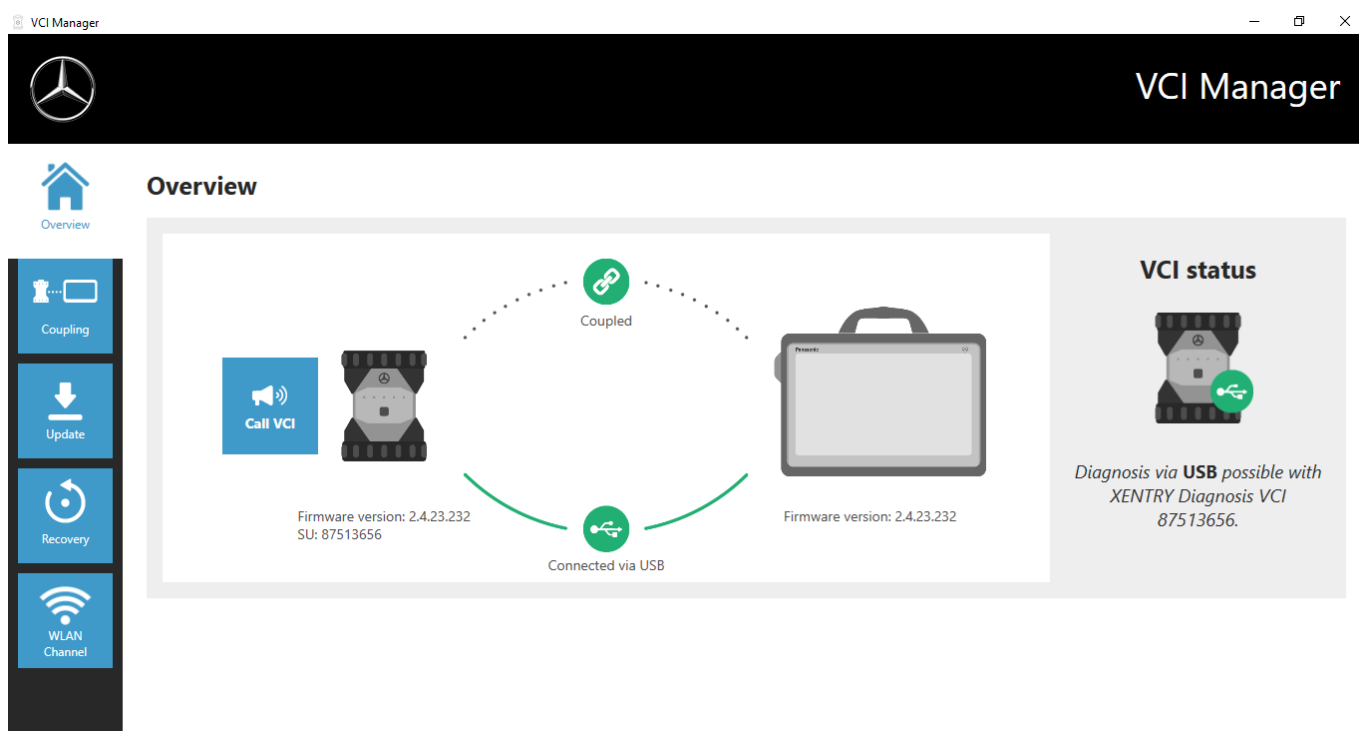 VCI Manager
VCI Manager
Overview
Overview
Coupling
Update
Recovery
WLAN
Channel
Coupled
Call VCI
Panasonic
Firmware version: 2.4.23.232
SU: 87513656
Firmware version: 2.4.23.232
Connected via USB
VCI status
Diagnosis via USB possible with
XENTRY Diagnosis VCI
87513656.